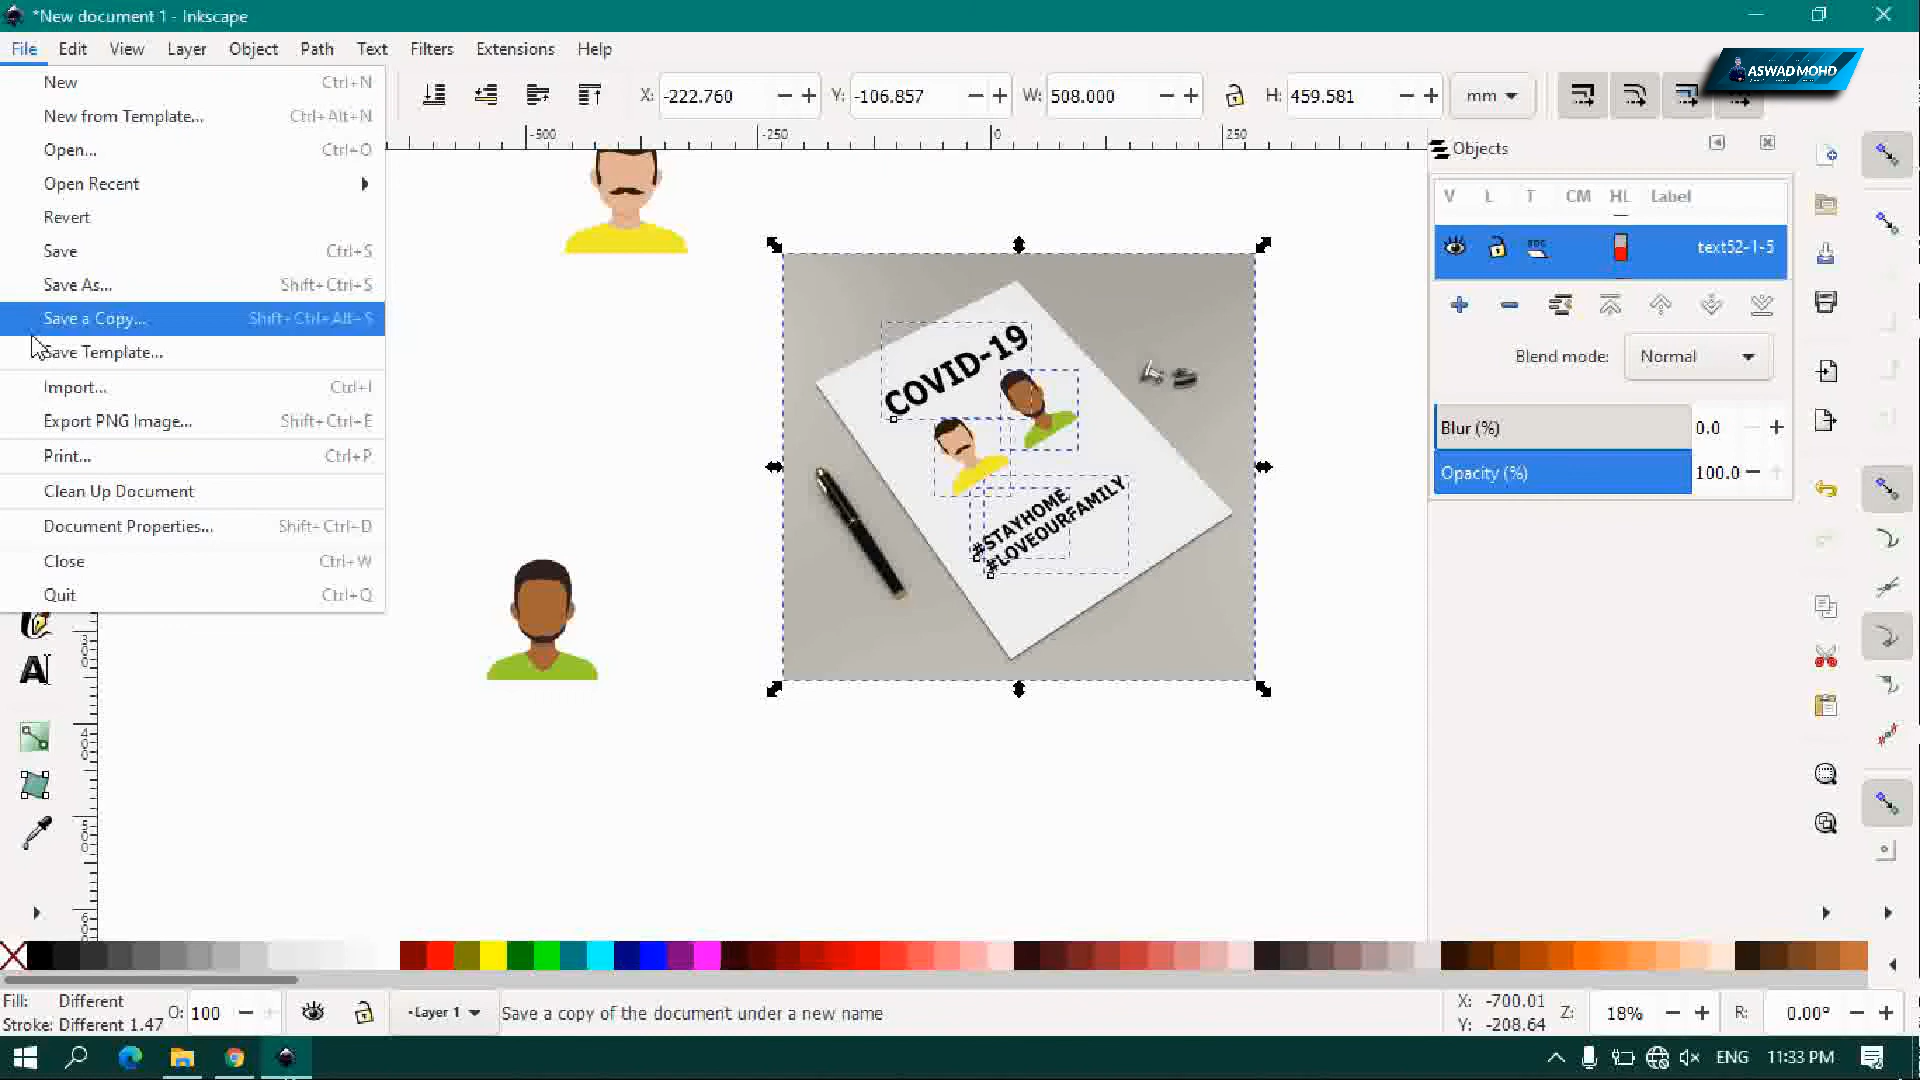 *New document 1 - Inkscape
File Edit View Layer Object Path Text Filters Extensions Help
ASWAD MOHD
New Ctrl+N
New from Template... Ctrl+Alt+N
Open... Ctrl+O
Open Recent
Revert
Save Ctrl+S
Save As... Shift+Ctrl+S
Save a Copy... Shift+Ctrl+Alt+S
Save Template...
Import... Ctrl+I
Export PNG Image... Shift+Ctrl+E
Print... Ctrl+P
Clean Up Document
Document Properties... Shift+Ctrl+D
Close Ctrl+W
Quit Ctrl+Q
X: -222.760 Y: -106.857 W: 508.000 H: 459.581 mm
-500 -250 0 250
COVID-19
#STAYHOME
#LOVEOURFAMILY
Objects
V L T CM HL Label
text52-1-5
Blend mode: Normal
Blur (%) 0.0
Opacity (%) 100.0
300
400
500
600
Fill: Different
Stroke: Different 1.47
O: 100
-Layer 1
Save a copy of the document under a new name
X: -700.01
Y: -208.64
Z: 18% R: 0.00°
ENG 11:33 PM